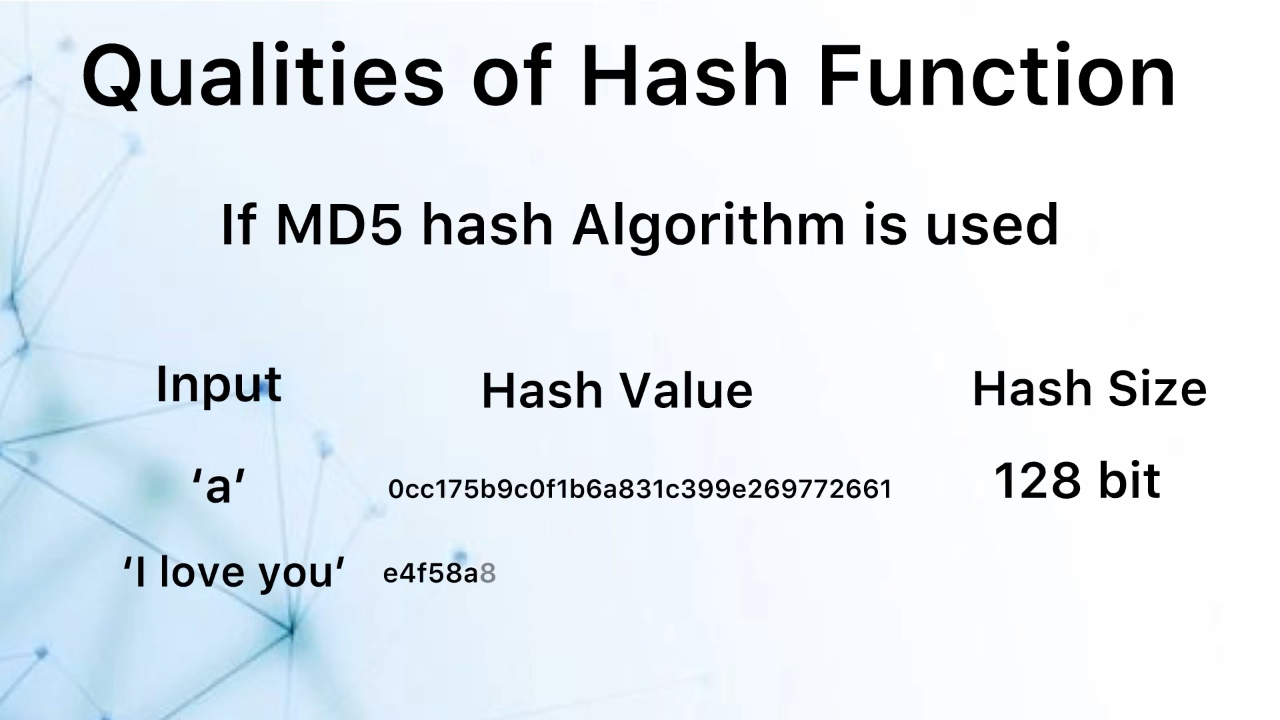 Qualities of Hash Function
If MD5 hash Algorithm is used
Input Hash Value Hash Size
‘a’ 0cc175b9c0f1b6a831c399e269772661 128 bit
‘I love you’ e4f58a8